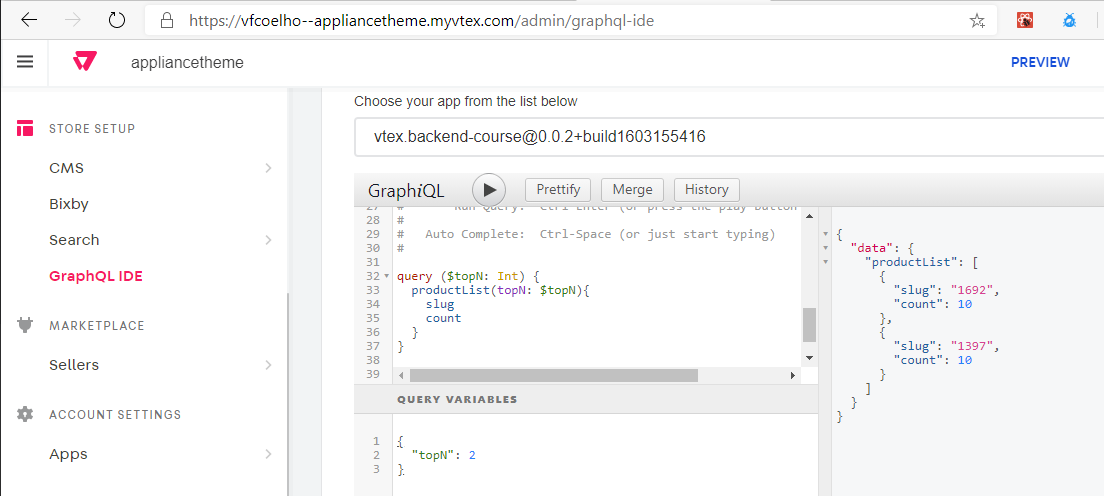 https://vfcoelho--appliancetheme.myvtex.com/admin/graphql-ide
appliancetheme
PREVIEW
STORE SETUP
CMS
Bixby
Search
GraphQL IDE
MARKETPLACE
Sellers
ACCOUNT SETTINGS
Apps
Choose your app from the list below
vtex.backend-course@0.0.2+build1603155416
GraphiQL
Prettify
Merge
History
27 # Run Query: Ctrl-Enter (or press the play button
28 #
29 # Auto Complete: Ctrl-Space (or just start typing)
30 #
31
32 query ($topN: Int) {
33 productList(topN: $topN){
34 slug
35 count
36 }
37 }
38
39
QUERY VARIABLES
1 {
2 "topN": 2
3 }
{
"data": {
"productList": [
{
"slug": "1692",
"count": 10
},
{
"slug": "1397",
"count": 10
}
]
}
}